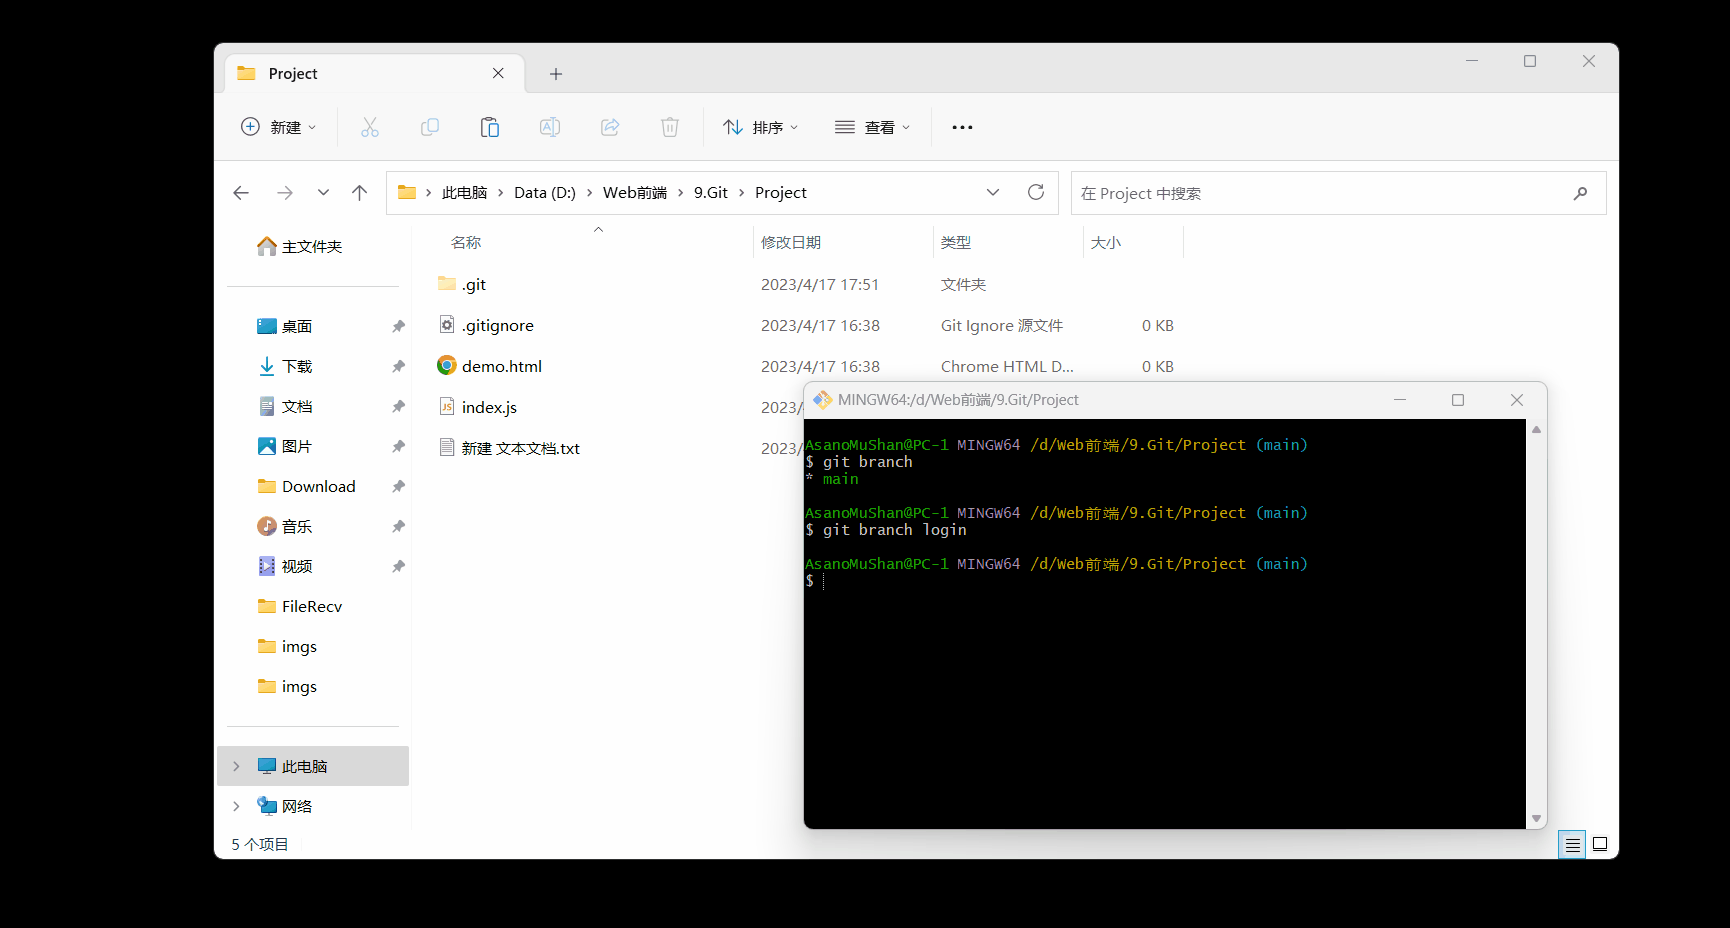 Project
新建
排序
查看
此电脑 Data (D:) Web前端 9.Git Project
在 Project 中搜索
主文件夹
桌面
下载
文档
图片
Download
音乐
视频
FileRecv
imgs
imgs
此电脑
网络
名称 修改日期 类型 大小
.git 2023/4/17 17:51 文件夹
.gitignore 2023/4/17 16:38 Git Ignore 源文件 0 KB
demo.html 2023/4/17 16:38 Chrome HTML D... 0 KB
JS index.js 2023/
新建 文本文档.txt 2023/
MINGW64:/d/Web前端/9.Git/Project
AsanoMuShan@PC-1 MINGW64 /d/Web前端/9.Git/Project (main)
$ git branch
* main
AsanoMuShan@PC-1 MINGW64 /d/Web前端/9.Git/Project (main)
$ git branch login
AsanoMuShan@PC-1 MINGW64 /d/Web前端/9.Git/Project (main)
$
5 个项目